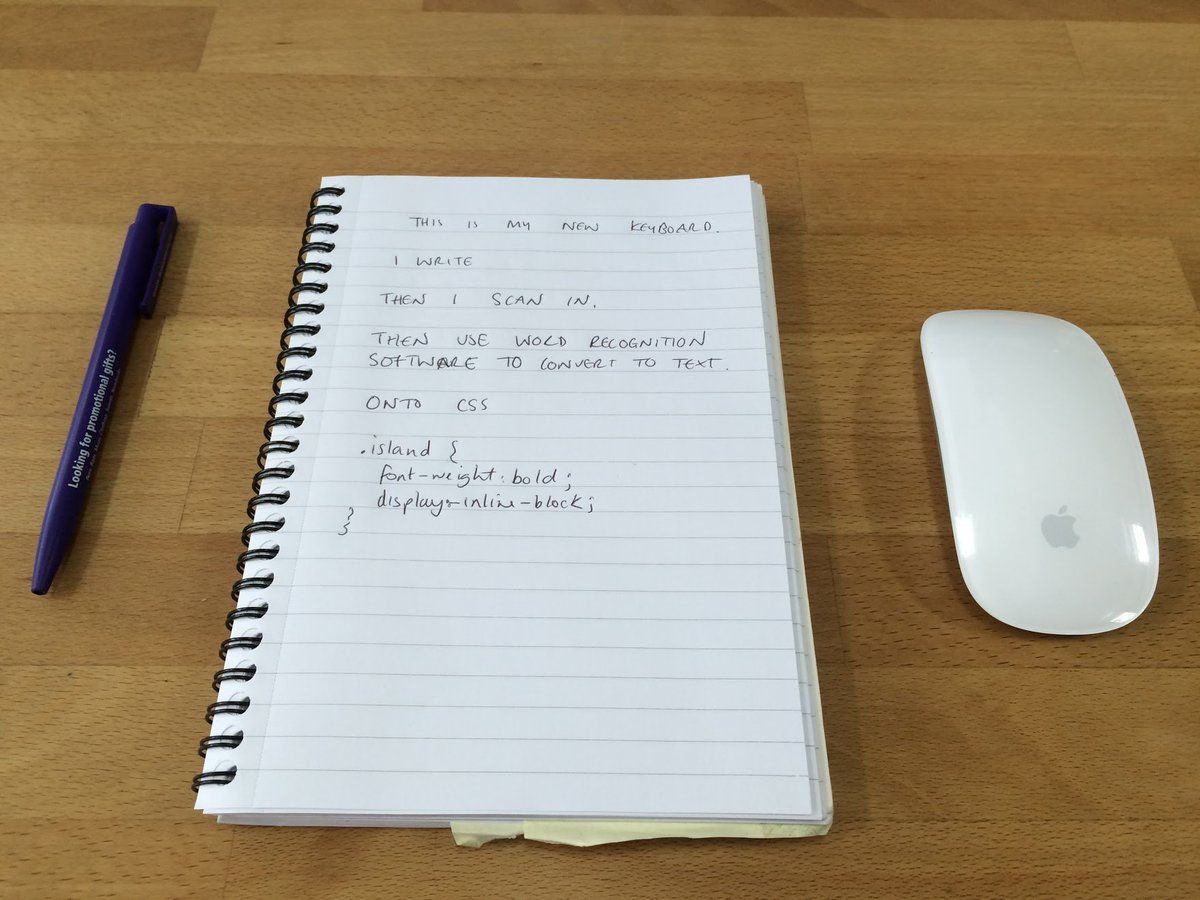 THIS IS MY NEW KEYBOARD.
I WRITE
THEN I SCAN IN.
THEN USE WORD RECOGNITION
SOFTWARE TO CONVERT TO TEXT.
ONTO CSS
.island {
font-weight: bold;
display: inline-block;
}
Looking for promotional gifts?